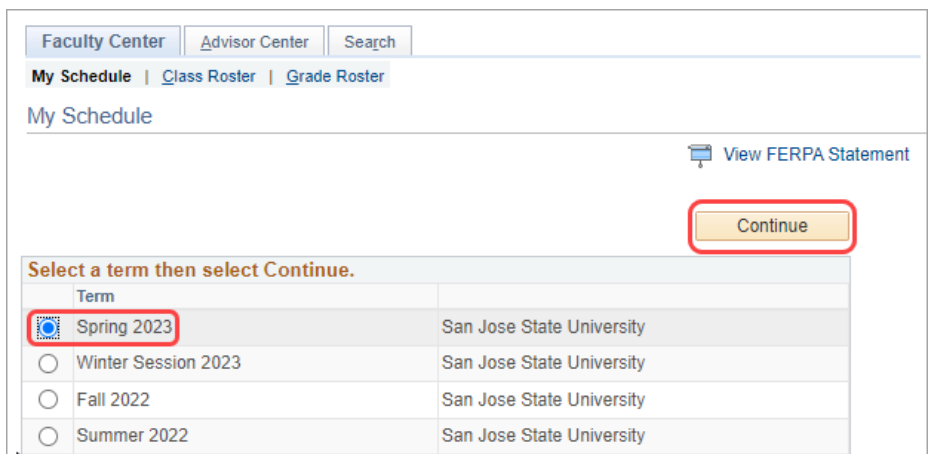 Faculty Center Advisor Center Search
My Schedule | Class Roster | Grade Roster
My Schedule
View FERPA Statement
Continue
Select a term then select Continue.
Term
Spring 2023 San Jose State University
Winter Session 2023 San Jose State University
Fall 2022 San Jose State University
Summer 2022 San Jose State University